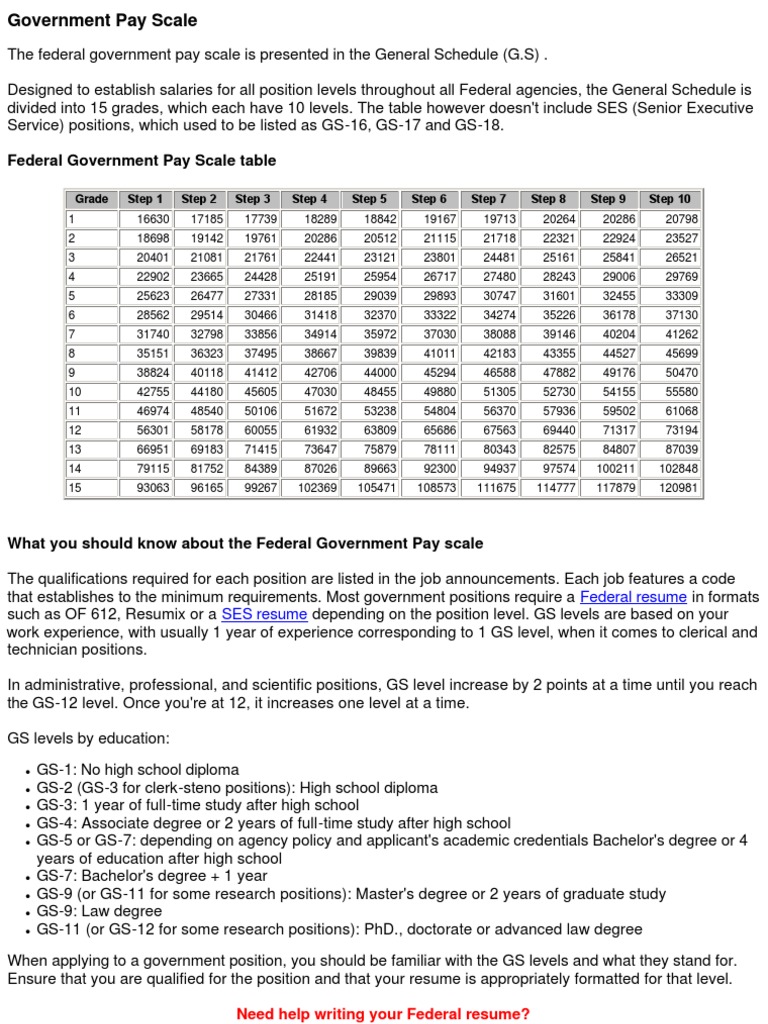 Government Pay Scale
The federal government pay scale is presented in the General Schedule (G.S) .
Designed to establish salaries for all position levels throughout all Federal agencies, the General Schedule is
divided into 15 grades, which each have 10 levels. The table however doesn't include SES (Senior Executive
Service) positions, which used to be listed as GS-16, GS-17 and GS-18.
Federal Government Pay Scale table
Grade Step 1 Step 2 Step 3 Step 4 Step 5 Step 6 Step 7 Step 8 Step 9 Step 10
1 16630 17185 17739 18289 18842 19167 19713 20264 20286 20798
2 18698 19142 19761 20286 20512 21115 21718 22321 22924 23527
3 20401 21081 21761 22441 23121 23801 24481 25161 25841 26521
4 22902 23665 24428 25191 25954 26717 27480 28243 29006 29769
5 25623 26477 27331 28185 29039 29893 30747 31601 32455 33309
6 28562 29514 30466 31418 32370 33322 34274 35226 36178 37130
7 31740 32798 33856 34914 35972 37030 38088 39146 40204 41262
8 35151 36323 37495 38667 39839 41011 42183 43355 44527 45699
9 38824 40118 41412 42706 44000 45294 46588 47882 49176 50470
10 42755 44180 45605 47030 48455 49880 51305 52730 54155 55580
11 46974 48540 50106 51672 53238 54804 56370 57936 59502 61068
12 56301 58178 60055 61932 63809 65686 67563 69440 71317 73194
13 66951 69183 71415 73647 75879 78111 80343 82575 84807 87039
14 79115 81752 84389 87026 89663 92300 94937 97574 100211 102848
15 93063 96165 99267 102369 105471 108573 111675 114777 117879 120981
What you should know about the Federal Government Pay scale
The qualifications required for each position are listed in the job announcements. Each job features a code
that establishes to the minimum requirements. Most government positions require a Federal resume in formats
such as OF 612, Resumix or a SES resume depending on the position level. GS levels are based on your
work experience, with usually 1 year of experience corresponding to 1 GS level, when it comes to clerical and
technician positions.
In administrative, professional, and scientific positions, GS level increase by 2 points at a time until you reach
the GS-12 level. Once you're at 12, it increases one level at a time.
GS levels by education:
• GS-1: No high school diploma
• GS-2 (GS-3 for clerk-steno positions): High school diploma
• GS-3: 1 year of full-time study after high school
• GS-4: Associate degree or 2 years of full-time study after high school
• GS-5 or GS-7: depending on agency policy and applicant's academic credentials Bachelor's degree or 4
years of education after high school
• GS-7: Bachelor's degree + 1 year
• GS-9 (or GS-11 for some research positions): Master's degree or 2 years of graduate study
• GS-9: Law degree
• GS-11 (or GS-12 for some research positions): PhD., doctorate or advanced law degree
When applying to a government position, you should be familiar with the GS levels and what they stand for.
Ensure that you are qualified for the position and that your resume is appropriately formatted for that level.
Need help writing your Federal resume?